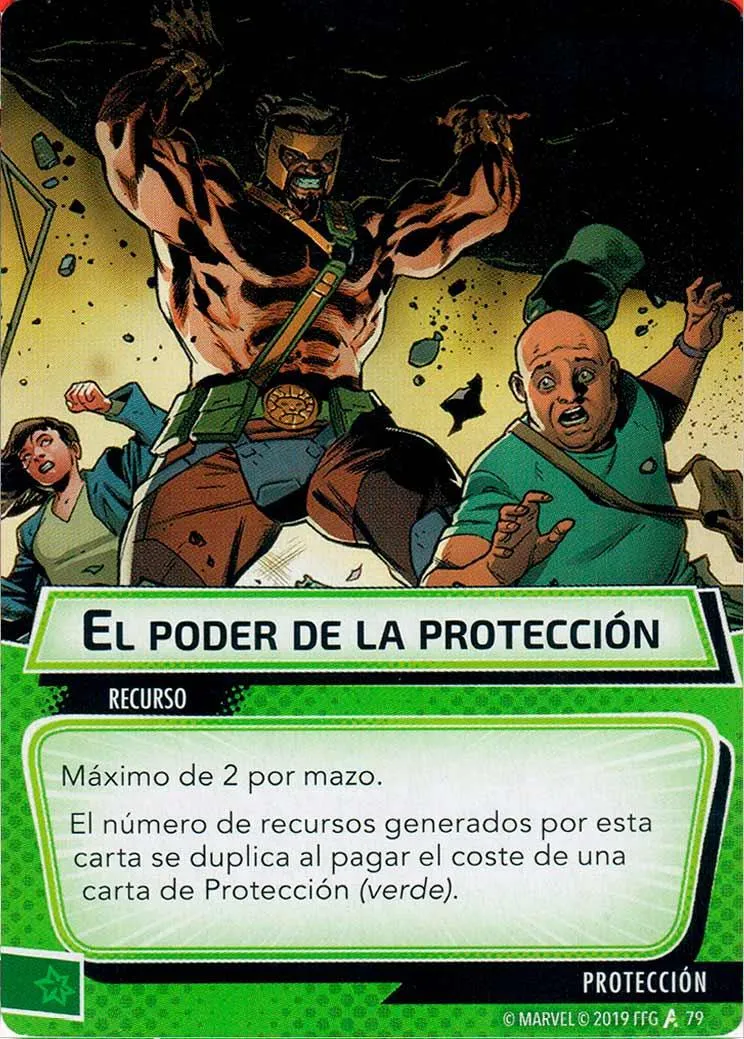 EL PODER DE LA PROTECCIÓN
RECURSO
Máximo de 2 por mazo.
El número de recursos generados por esta
carta se duplica al pagar el coste de una
carta de Protección (verde).
PROTECCIÓN
© MARVEL © 2019 FFG 79